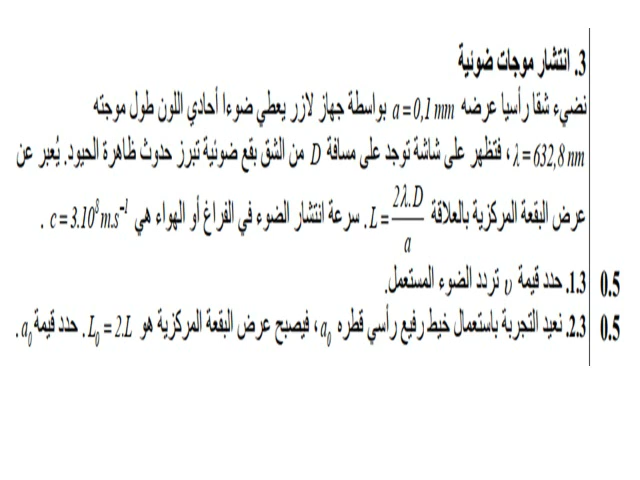 3. انتشار موجات ضوئية
نضيء شقا رأسيا عرضه a=0,1 mm بواسطة جهاز لازر يعطي ضوءا أحادي اللون طول موجته
λ=632,8 nm ، فتظهر على شاشة توجد على مسافة D من الشق بقع ضوئية تبرز حدوث ظاهرة الحيود. يُعبر عن
عرض البقعة المركزية بالعلاقة L=2λ.D/a. سرعة انتشار الضوء في الفراغ أو الهواء هي c=3.10⁸ m.s⁻¹ .
0.5 1.3. حدد قيمة υ تردد الضوء المستعمل.
0.5 2.3. نعيد التجربة باستعمال خيط رفيع رأسي قطره a₀ ، فيصبح عرض البقعة المركزية هو L₀=2.L. حدد قيمة a₀ .